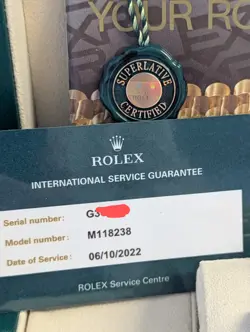 YOUR RO
SUPERLATIVE
ROLEX
CERTIFIED
ROLEX
INTERNATIONAL SERVICE GUARANTEE
Serial number: G3
Model number: M118238
Date of Service: 06/10/2022
ROLEX Service Centre